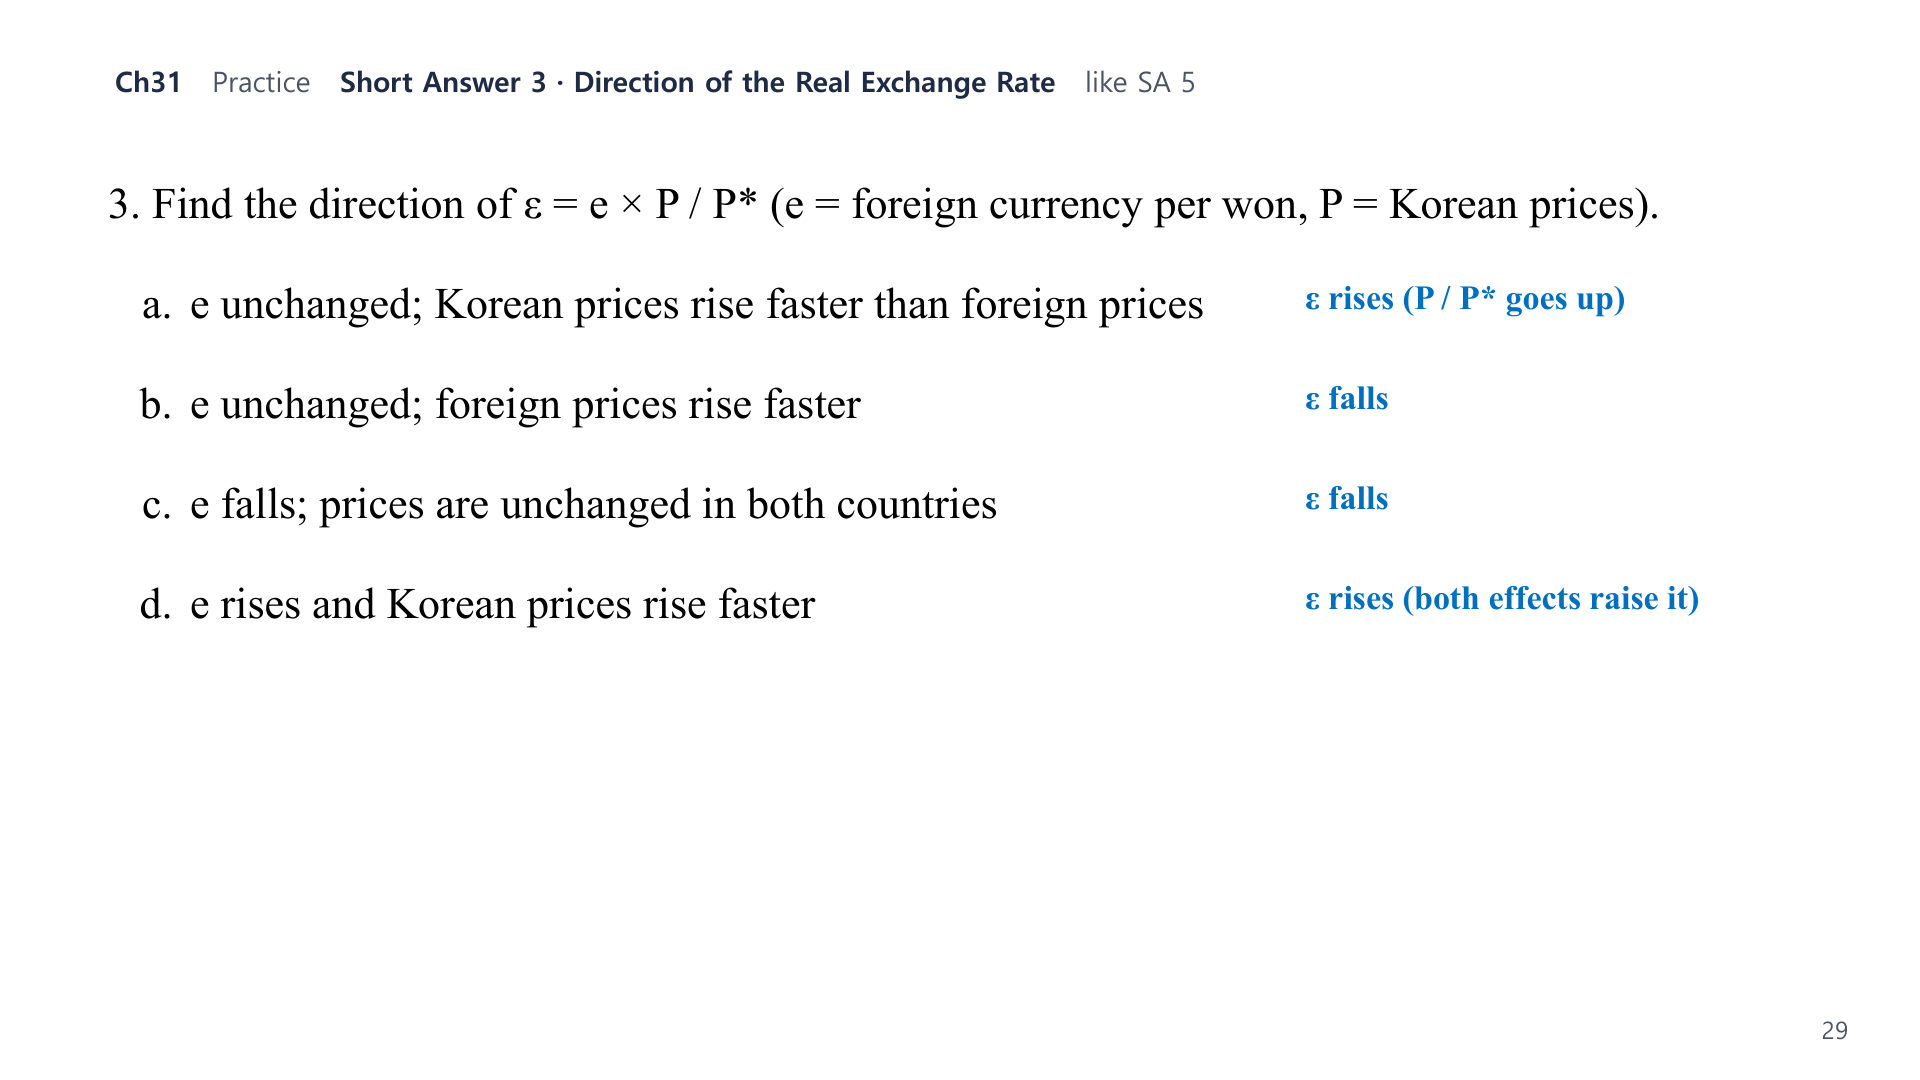 Ch31 Practice Short Answer 3 · Direction of the Real Exchange Rate like SA 5
3. Find the direction of ε = e × P / P* (e = foreign currency per won, P = Korean prices).
a. e unchanged; Korean prices rise faster than foreign prices ε rises (P / P* goes up)
b. e unchanged; foreign prices rise faster ε falls
c. e falls; prices are unchanged in both countries ε falls
d. e rises and Korean prices rise faster ε rises (both effects raise it)
29